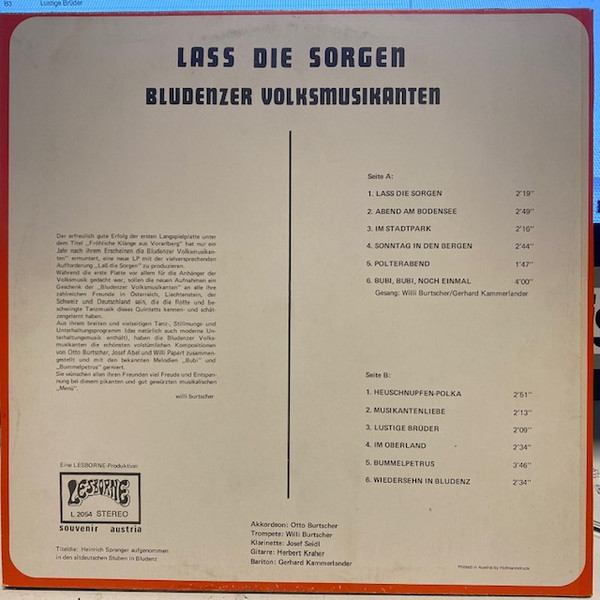 B3 Lustige Brüder
LASS DIE SORGEN
BLUDENZER VOLKSMUSIKANTEN
Der erfreulich gute Erfolg der ersten Langspielplatte unter
dem Titel „Fröhliche Klänge aus Vorarlberg" hat nur ein
Jahr nach ihrem Erscheinen die Bludenzer Volksmusikan-
ten" ermuntert, eine neue LP mit der vielversprechenden
Aufforderung „Laß die Sorgen" zu produzieren.
Während die erste Platte vor allem für die Anhänger der
Volksmusik gedacht war, sollen die neuen Aufnahmen ein
Geschenk der „Bludenzer Volksmusikanten" an alle ihre
zahlreichen Freunde in Österreich, Liechtenstein, der
Schweiz und Deutschland sein, die die flotte und be-
schwingte Tanzmusik dieses Quintetts kennen- und schät-
zengelernt haben.
Aus ihrem breiten und vielseitigen Tanz-, Stillmungs- und
Unterhaltungsprogramm (das natürlich auch moderne Un-
terhaltungsmusik enthält), haben die Bludenzer Volks-
musikanten die schönsten volkstümlichen Kompositionen
von Otto Burtscher, Josef Abel und Willi Papert zusammen-
gestellt und mit den bekannten Melodien „Bubi" und
„Bummelpetrus" garniert.
Sie wünschen allen ihren Freunden viel Freude und Entspan-
nung bei diesem pikanten und gut gewürzten musikalischen
„Menü".
willi burtscher
Seite A:
1. LASS DIE SORGEN 2'19"
2. ABEND AM BODENSEE 2'49"
3. IM STADTPARK 2'16"
4. SONNTAG IN DEN BERGEN 2'44"
5. POLTERABEND 1'47"
6. BUBI, BUBI, NOCH EINMAL 4'00"
Gesang: Willi Burtscher/Gerhard Kammerlander
Seite B:
1. HEUSCHNUPFEN-POLKA 2'51"
2. MUSIKANTENLIEBE 2'13"
3. LUSTIGE BRÜDER 2'09"
4. IM OBERLAND 2'34"
5. BUMMELPETRUS 3'46"
6. WIEDERSEHN IN BLUDENZ 2'34"
Eine LESBORNE-Produktion
LESBORNE
L 2054 STEREO
souvenir austria
Titeldia: Heinrich Spranger aufgenommen
in den altdeutschen Stuben in Bludenz
Akkordeon: Otto Burtscher
Trompete: Willi Burtscher
Klarinette: Josef Seidl
Gitarre: Herbert Kraher
Bariton: Gerhard Kammerlander
Printed in Austria by Hofmanndruck